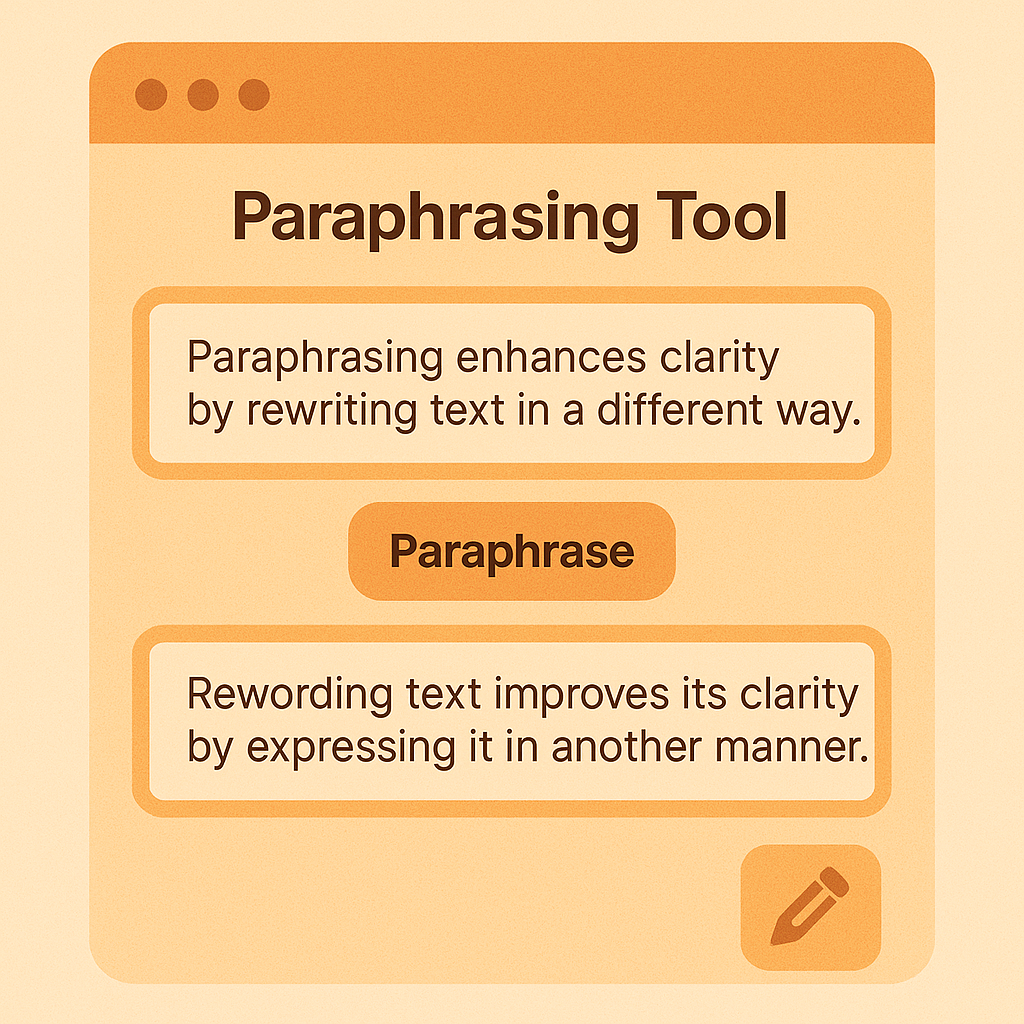 Paraphrasing Tool
Paraphrasing enhances clarity
by rewriting text in a different way.
Paraphrase
Rewording text improves its clarity
by expressing it in another manner.